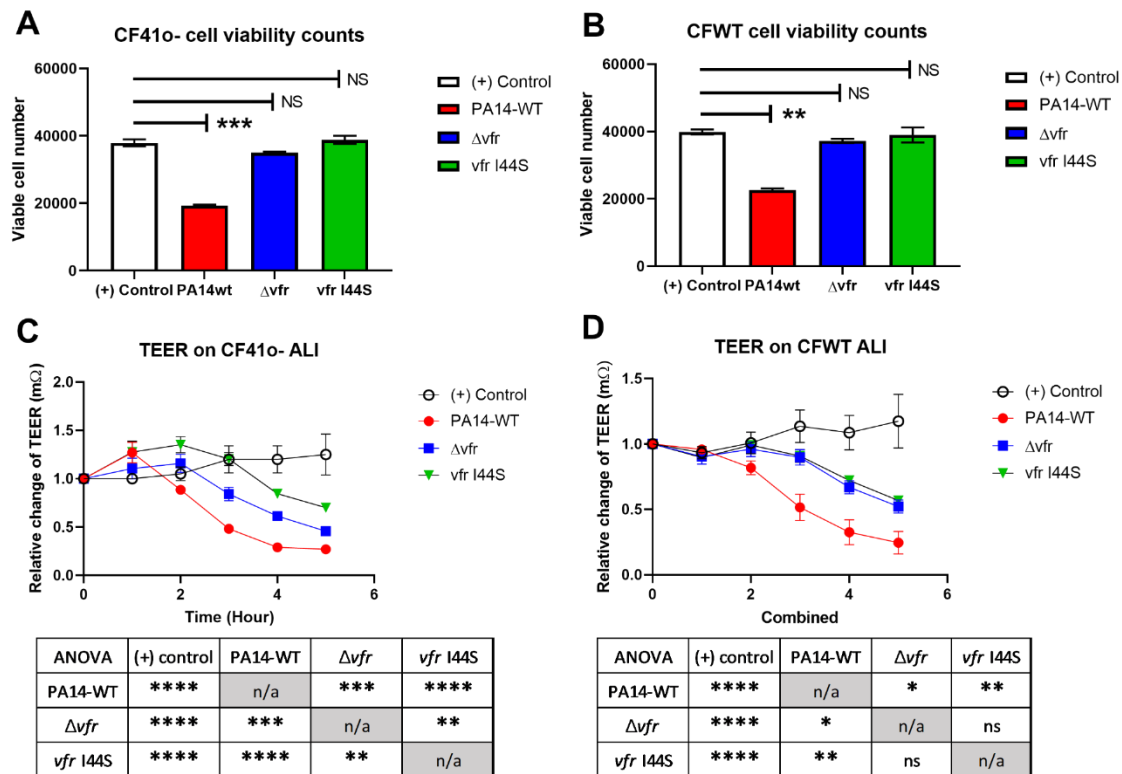 A
CF41o- cell viability counts
60000
40000
20000
0
Viable cell number
NS
NS
***
(+) Control PA14wt Δvfr vfr I44S
(+) Control
PA14-WT
Δvfr
vfr I44S
B
CFWT cell viability counts
60000
40000
20000
0
Viable cell number
NS
NS
**
(+) Control PA14wt Δvfr vfr I44S
(+) Control
PA14-WT
Δvfr
vfr I44S
C
TEER on CF41o- ALI
2.0
1.5
1.0
0.5
0.0
Relative change of TEER (mΩ)
0 2 4 6
Time (Hour)
(+) Control
PA14-WT
Δvfr
vfr I44S
D
TEER on CFWT ALI
1.5
1.0
0.5
0.0
Relative change of TEER (mΩ)
0 2 4 6
Combined
(+) Control
PA14-WT
Δvfr
vfr I44S
ANOVA (+) control PA14-WT Δvfr vfr I44S
PA14-WT **** n/a *** ****
Δvfr **** *** n/a **
vfr I44S **** **** ** n/a
ANOVA (+) control PA14-WT Δvfr vfr I44S
PA14-WT **** n/a * **
Δvfr **** * n/a ns
vfr I44S **** ** ns n/a